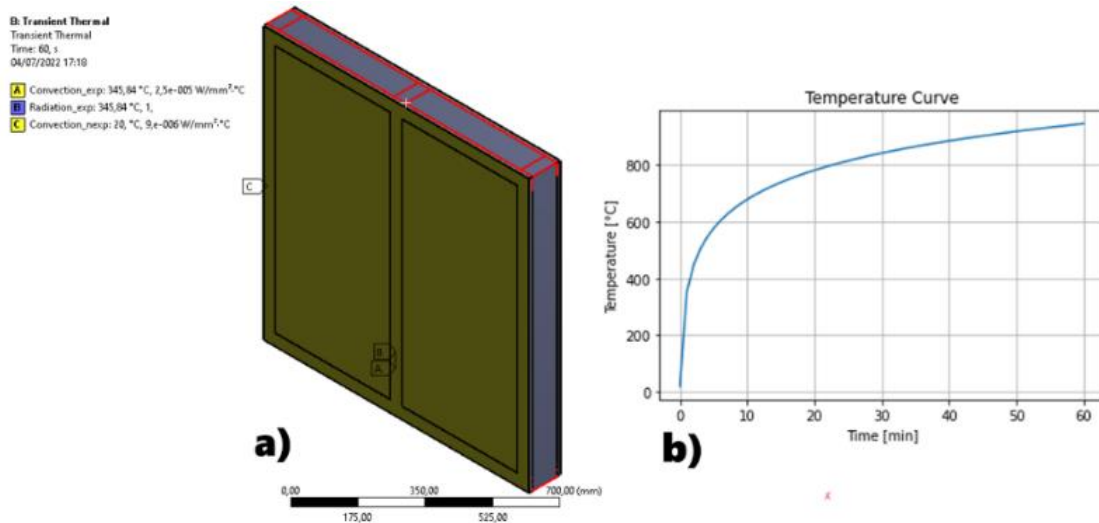 B: Transient Thermal
Transient Thermal
Time: 60, s
04/07/2022 17:18
A Convection_exp: 345,84 °C, 2,5e-005 W/mm²·°C
B Radiation_exp: 345,84 °C, 1,
C Convection_nexp: 20, °C, 9,e-006 W/mm²·°C
C
B
A
a)
0,00 350,00 700,00 (mm)
175,00 525,00
Temperature Curve
Temperature [°C]
800
600
400
200
0
0 10 20 30 40 50 60
Time [min]
b)
x